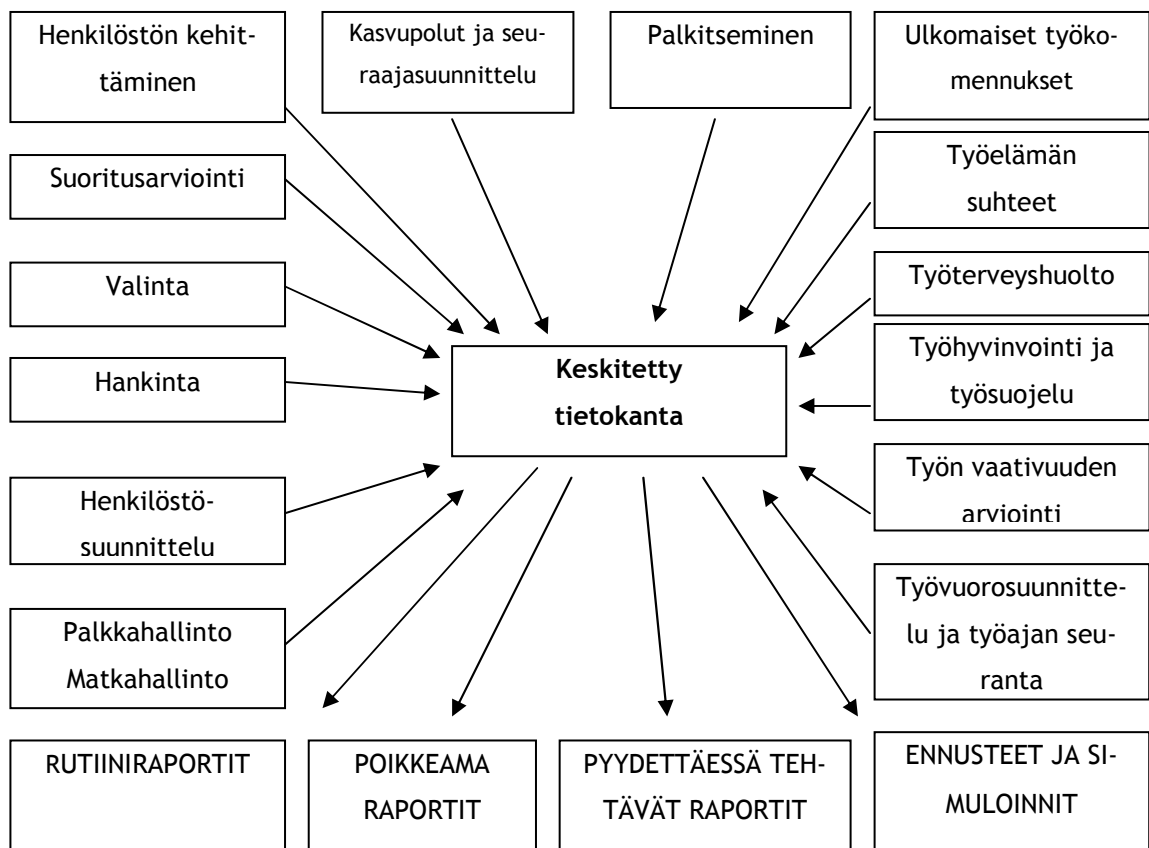 Henkilöstön kehit-
täminen
Kasvupolut ja seu-
raajasuunnittelu
Palkitseminen
Ulkomaiset työko-
mennukset
Suoritusarviointi
Työelämän
suhteet
Valinta
Työterveyshuolto
Hankinta
Keskitetty
tietokanta
Työhyvinvointi ja
työsuojelu
Henkilöstö-
suunnittelu
Työn vaativuuden
arviointi
Palkkahallinto
Matkahallinto
Työvuorosuunnitte-
lu ja työajan seu-
ranta
RUTIINIRAPORTIT
POIKKEAMA
RAPORTIT
PYYDETTÄESSÄ TEH-
TÄVÄT RAPORTIT
ENNUSTEET JA SI-
MULOINNIT